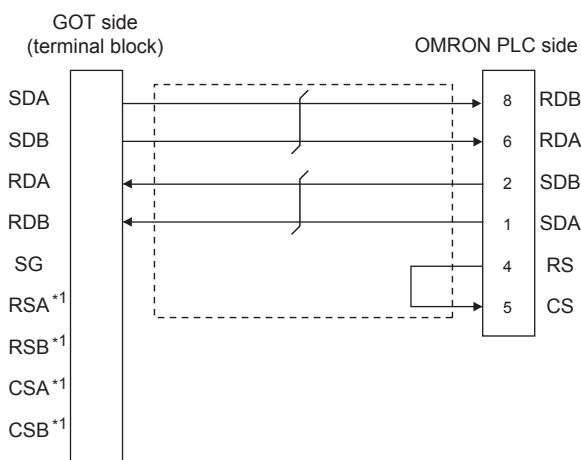 GOT side
(terminal block)
OMRON PLC side
SDA 8 RDB
SDB 6 RDA
RDA 2 SDB
RDB 1 SDA
SG 4 RS
RSA*1 5 CS
RSB*1
CSA*1
CSB*1